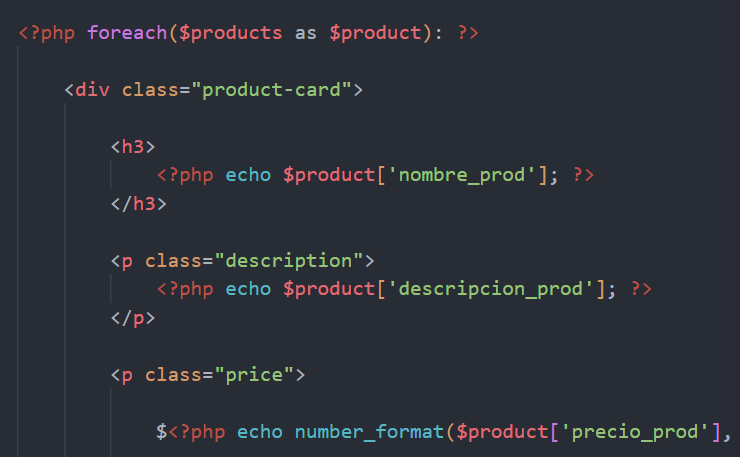 <?php foreach($products as $product): ?>
<div class="product-card">
<h3>
<?php echo $product['nombre_prod']; ?>
</h3>
<p class="description">
<?php echo $product['descripcion_prod']; ?>
</p>
<p class="price">
$<?php echo number_format($product['precio_prod'],